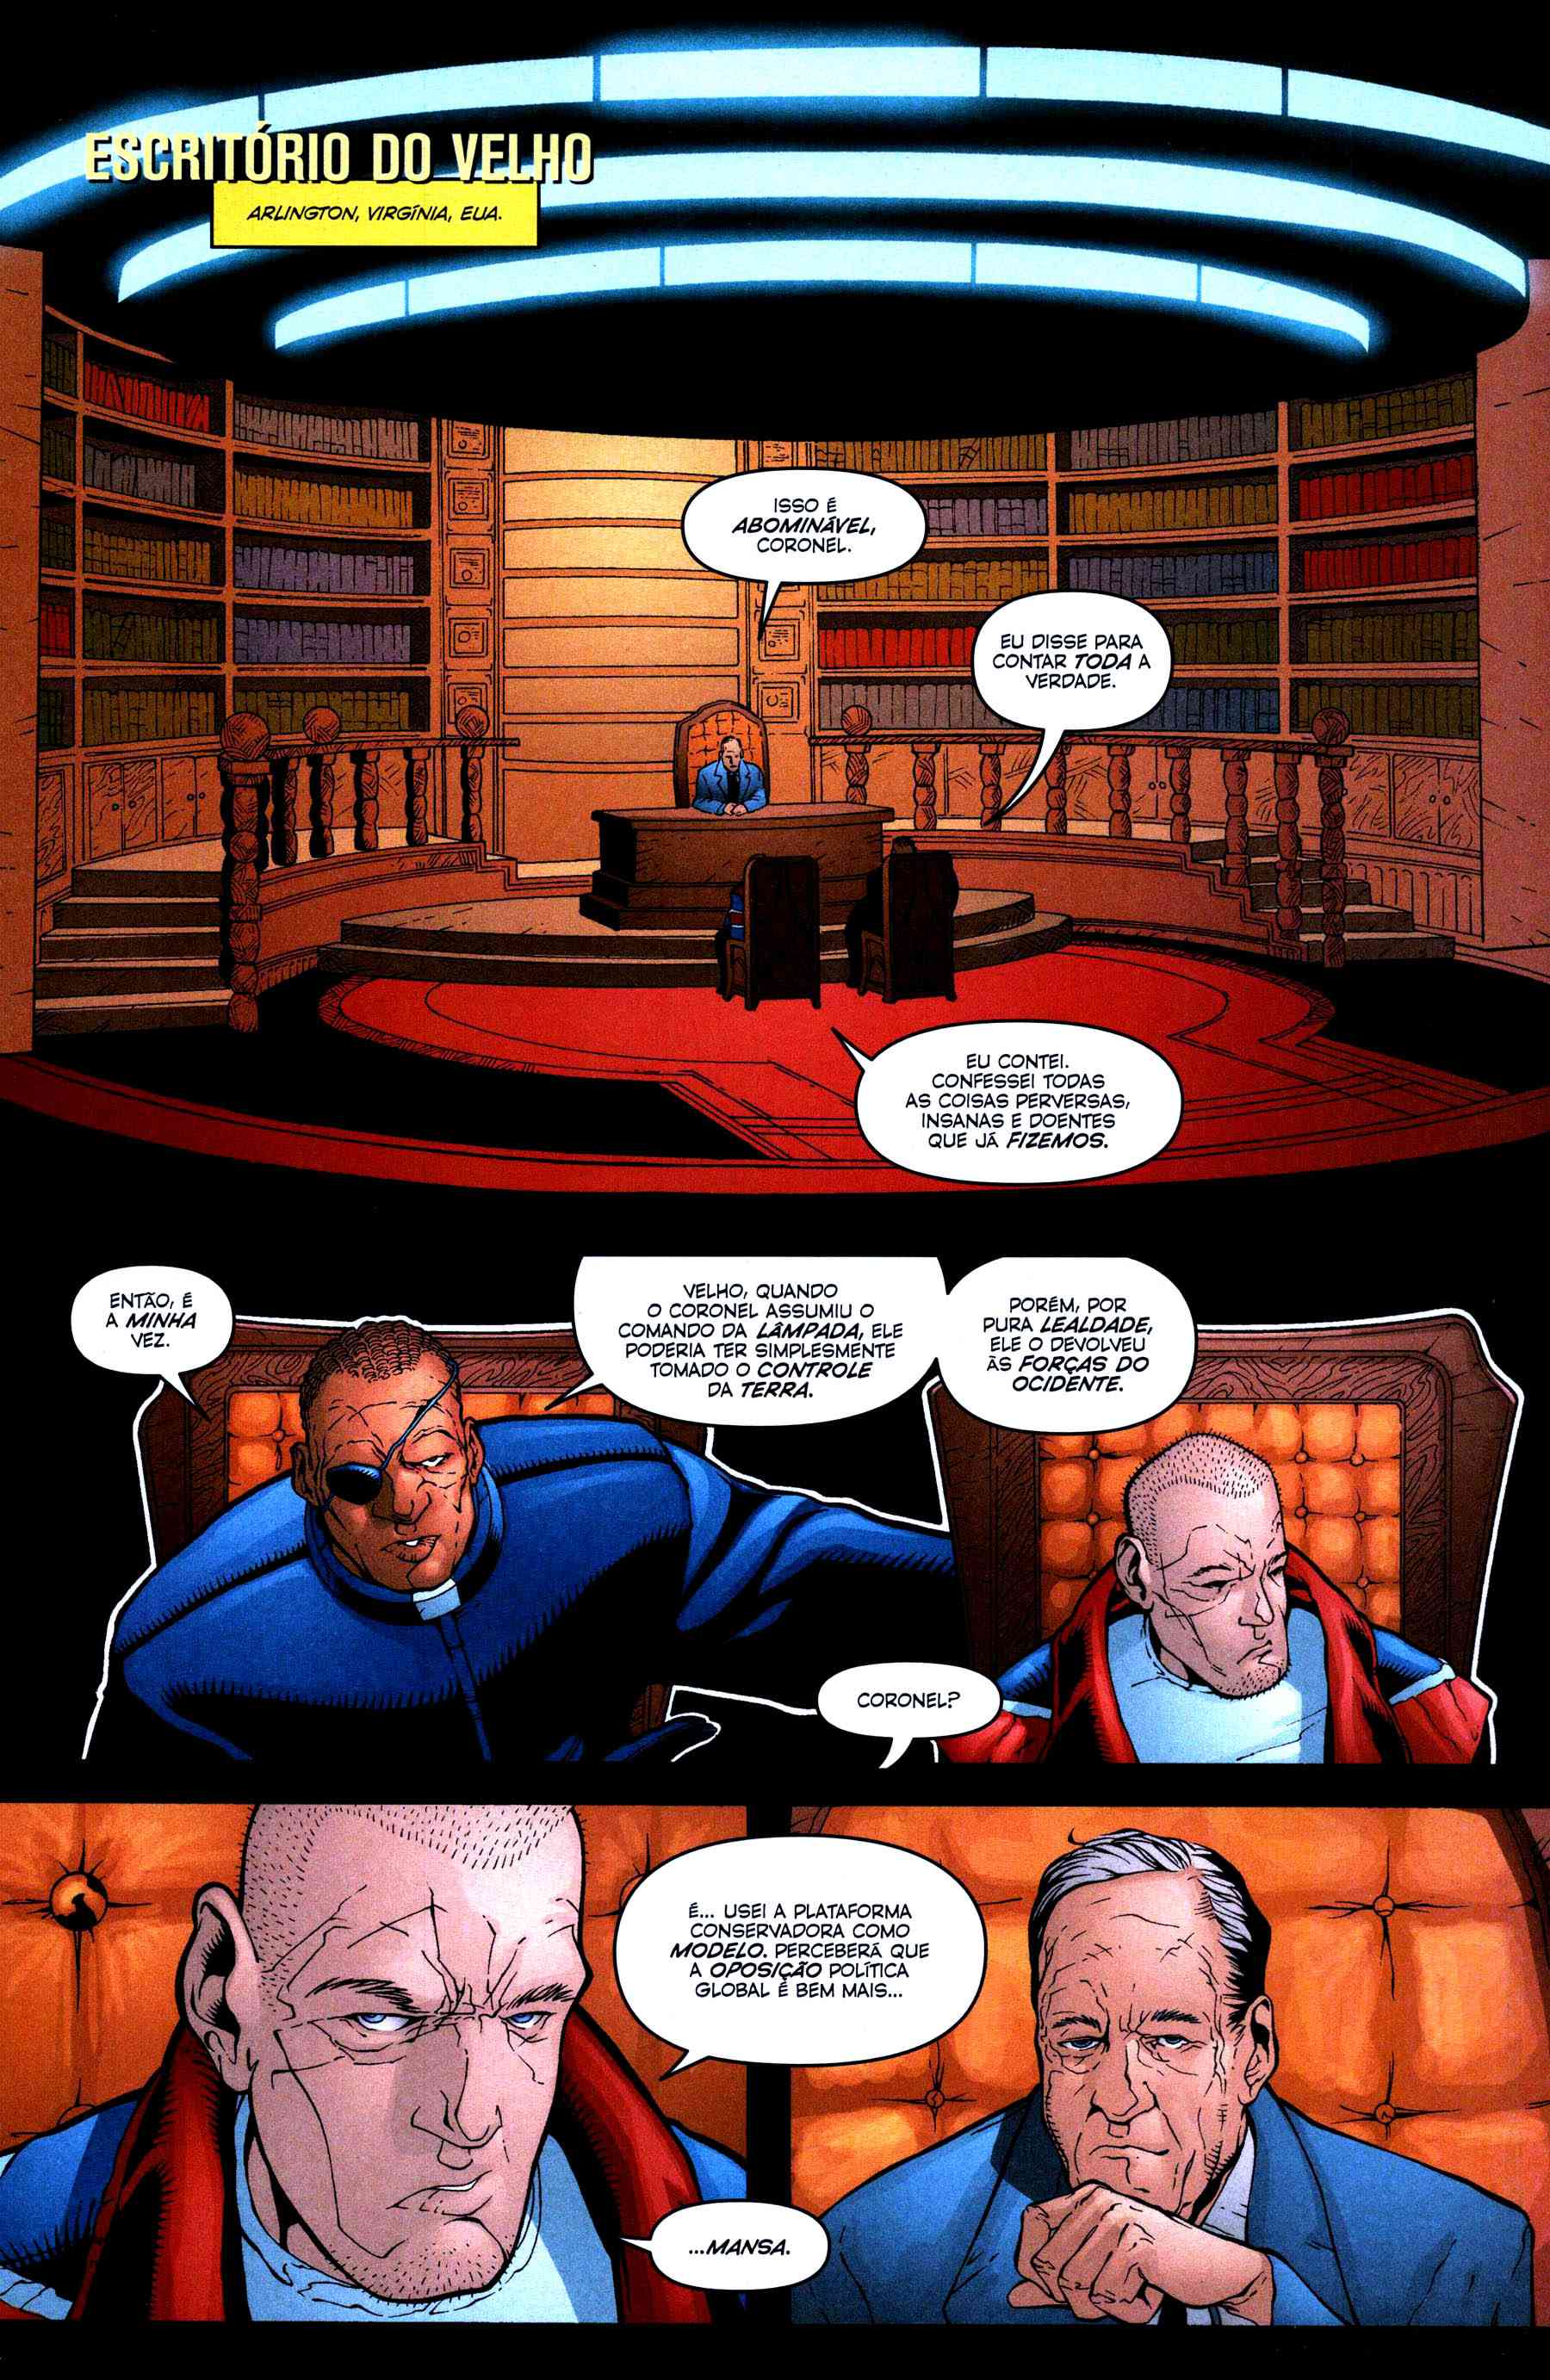 ESCRITÓRIO DO VELHO
ARLINGTON, VIRGÍNIA, EUA.
ISSO É
ABOMINÁVEL,
CORONEL.
EU DISSE PARA
CONTAR TODA A
VERDADE.
EU CONTEI.
CONFESSEI TODAS
AS COISAS PERVERSAS,
INSANAS E DOENTES
QUE JÁ FIZEMOS.
ENTÃO, É
A MINHA
VEZ.
VELHO, QUANDO
O CORONEL ASSUMIU O
COMANDO DA LÂMPADA, ELE
PODERIA TER SIMPLESMENTE
TOMADO O CONTROLE
DA TERRA.
PORÉM, POR
PURA LEALDADE,
ELE O DEVOLVEU
ÀS FORÇAS DO
OCIDENTE.
CORONEL?
É... USEI A PLATAFORMA
CONSERVADORA COMO
MODELO. PERCEBERÁ QUE
A OPOSIÇÃO POLÍTICA
GLOBAL É BEM MAIS...
...MANSA.